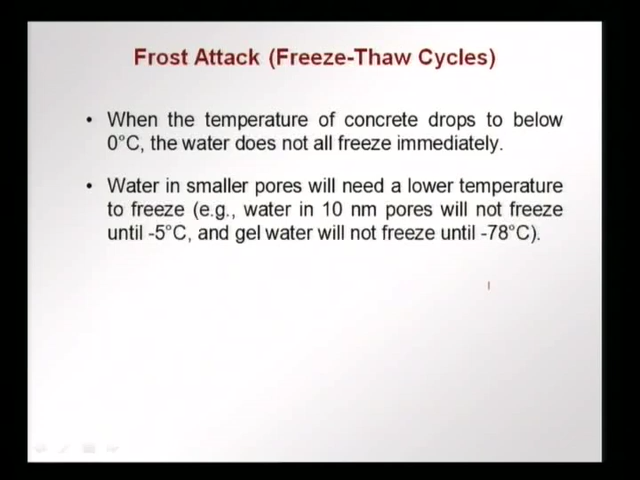 Frost Attack (Freeze-Thaw Cycles)
• When the temperature of concrete drops to below
0°C, the water does not all freeze immediately.
• Water in smaller pores will need a lower temperature
to freeze (e.g., water in 10 nm pores will not freeze
until -5°C, and gel water will not freeze until -78°C).